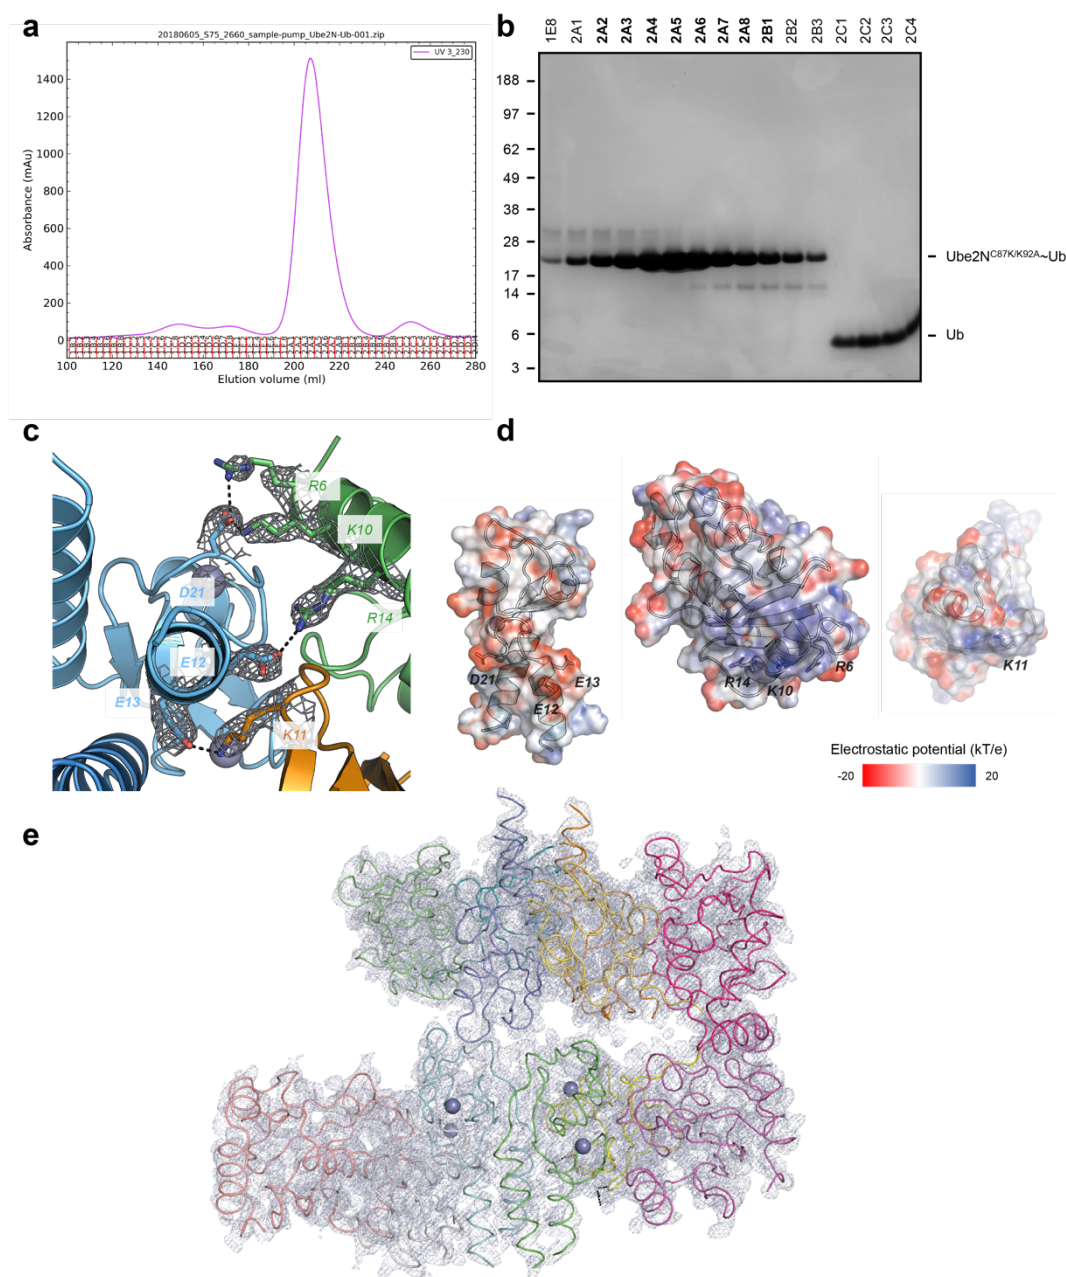 a
20180605_S75_2660_sample-pump_Ube2N-Ub-001.zip
UV 3_230
Absorbance (mAu)
1400
1200
1000
800
600
400
200
0
100 120 140 160 180 200 220 240 260 280
Elution volume (ml)
b
1E8 2A1 2A2 2A3 2A4 2A5 2A6 2A7 2A8 2B1 2B2 2B3 2C1 2C2 2C3 2C4
188
97
62
49
38
28
17
14
6
3
Ube2N^C87K/K92A~Ub
Ub
c
R6
K10
D21
R14
E12
E13
K11
d
D21
E13
E12
R14
K10
R6
K11
Electrostatic potential (kT/e)
-20 20
e